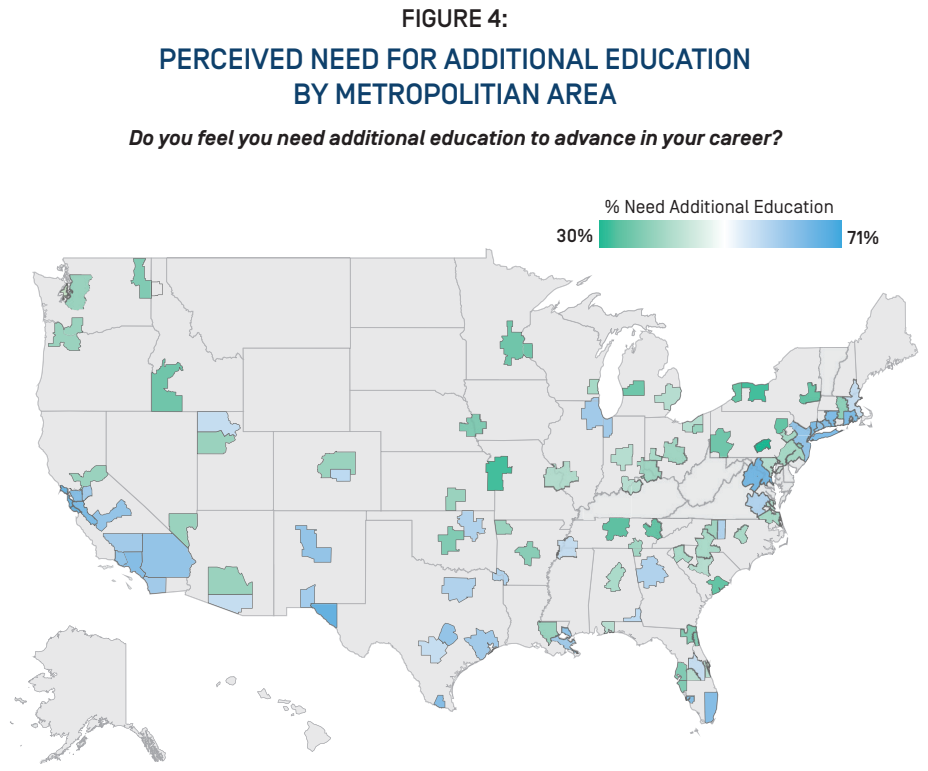 FIGURE 4:
PERCEIVED NEED FOR ADDITIONAL EDUCATION
BY METROPOLITIAN AREA
Do you feel you need additional education to advance in your career?
% Need Additional Education
30% 71%